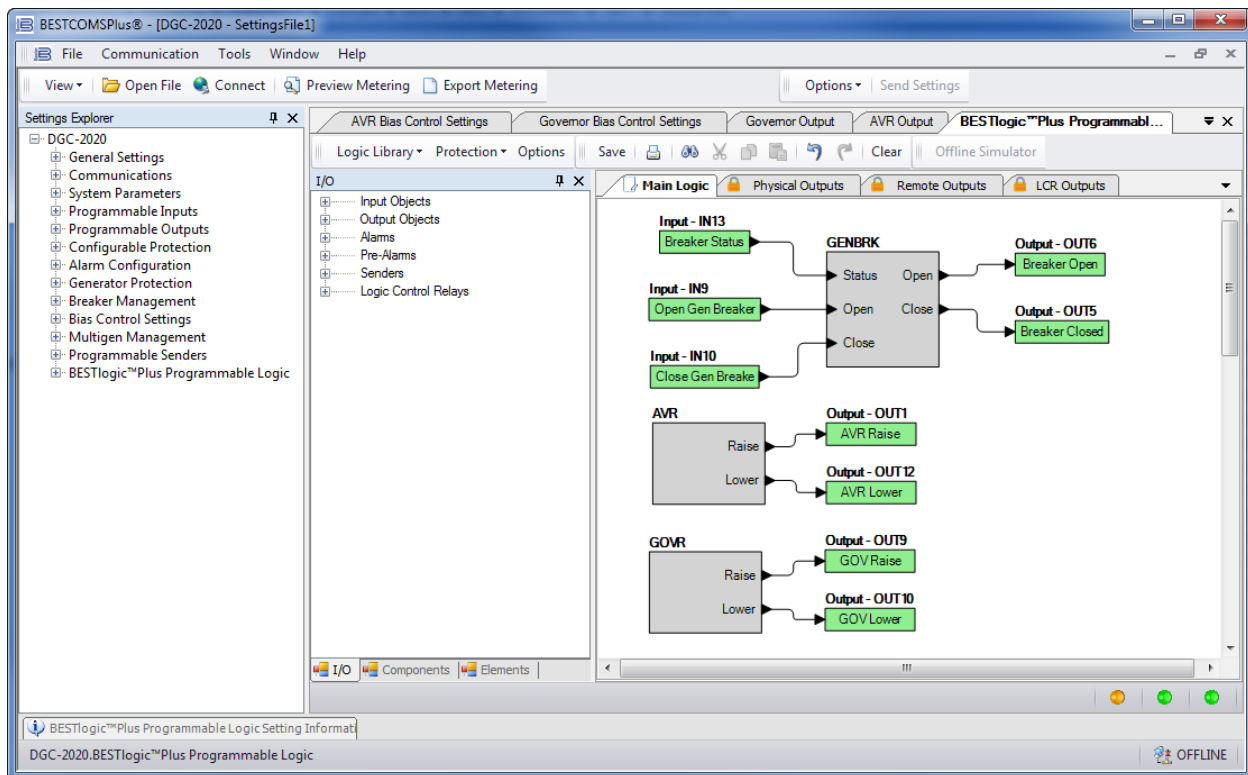 BESTCOMSPlus® - [DGC-2020 - SettingsFile1]
File Communication Tools Window Help
View Open File Connect Preview Metering Export Metering Options Send Settings
Settings Explorer
DGC-2020
General Settings
Communications
System Parameters
Programmable Inputs
Programmable Outputs
Configurable Protection
Alarm Configuration
Generator Protection
Breaker Management
Bias Control Settings
Multigen Management
Programmable Senders
BESTlogic™Plus Programmable Logic
AVR Bias Control Settings Governor Bias Control Settings Governor Output AVR Output BESTlogic™Plus Programmabl...
Logic Library Protection Options Save Clear Offline Simulator
I/O
Input Objects
Output Objects
Alarms
Pre-Alarms
Senders
Logic Control Relays
I/O Components Elements
Main Logic Physical Outputs Remote Outputs LCR Outputs
Input - IN13
Breaker Status
Input - IN9
Open Gen Breaker
Input - IN10
Close Gen Breake
GENBRK
Status Open
Open Close
Close
Output - OUT6
Breaker Open
Output - OUT5
Breaker Closed
AVR
Raise
Lower
Output - OUT1
AVR Raise
Output - OUT12
AVR Lower
GOVR
Raise
Lower
Output - OUT9
GOV Raise
Output - OUT10
GOV Lower
BESTlogic™Plus Programmable Logic Setting Informati
DGC-2020.BESTlogic™Plus Programmable Logic OFFLINE